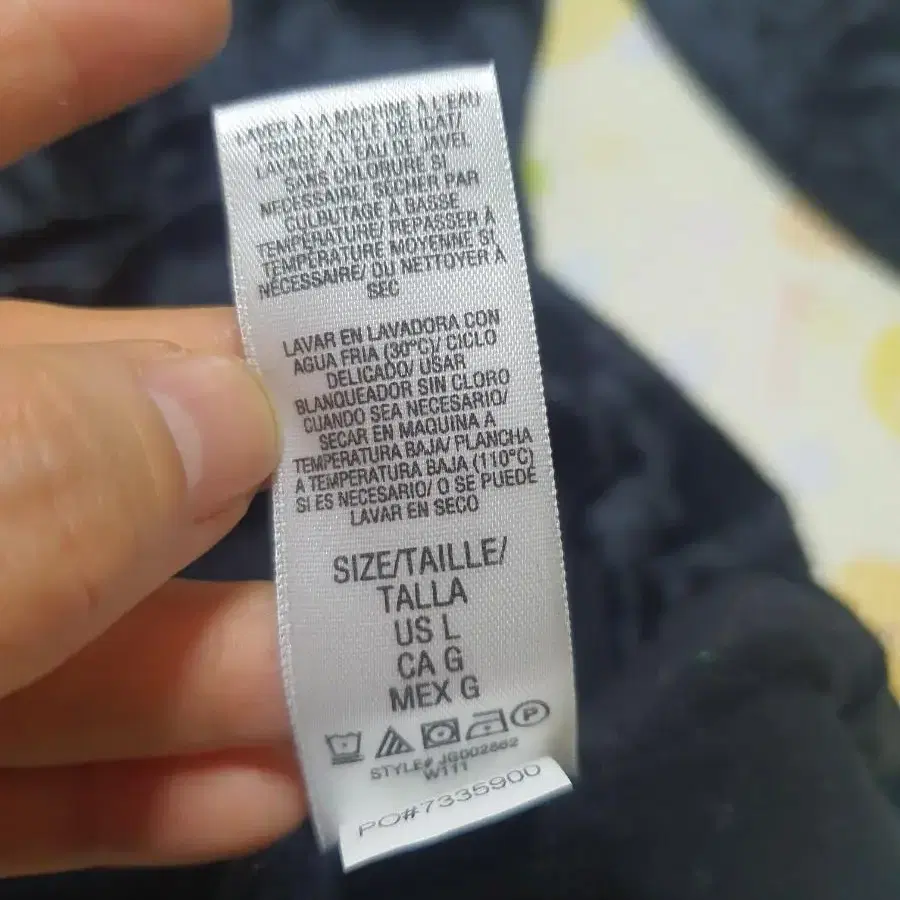 LAVER À LA MACHINE À L'EAU
FROIDE/ CYCLE DÉLICAT/
LAVAGE A L'EAU DE JAVEL
SANS CHLORURE SI
NÉCESSAIRE/ SÉCHER PAR
CULBUTAGE À BASSE
TEMPÉRATURE/ REPASSER À
TEMPÉRATURE MOYENNE SI
NÉCESSAIRE/ OU NETTOYER À
SEC
LAVAR EN LAVADORA CON
AGUA FRIA (30°C)/ CICLO
DELICADO/ USAR
BLANQUEADOR SIN CLORO
CUANDO SEA NECESARIO/
SECAR EN MAQUINA A
TEMPERATURA BAJA/ PLANCHA
A TEMPERATURA BAJA (110°C)
SI ES NECESARIO/ O SE PUEDE
LAVAR EN SECO
SIZE/TAILLE/
TALLA
US L
CA G
MEX G
P
STYLE# JG002862
W111
PO#7335900